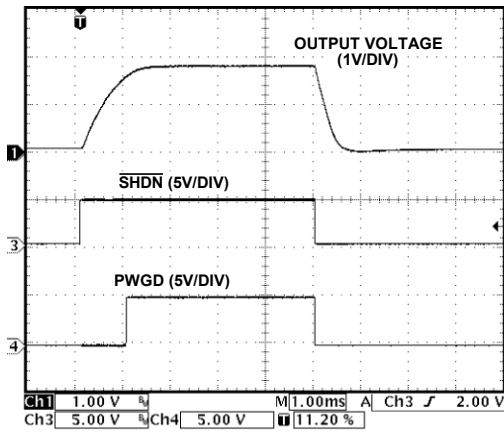 T
OUTPUT VOLTAGE
(1V/DIV)
1
SHDN (5V/DIV)
3
PWGD (5V/DIV)
4
Ch1 1.00 V M 1.00ms A Ch3 2.00 V
Ch3 5.00 V Ch4 5.00 V T 11.20 %